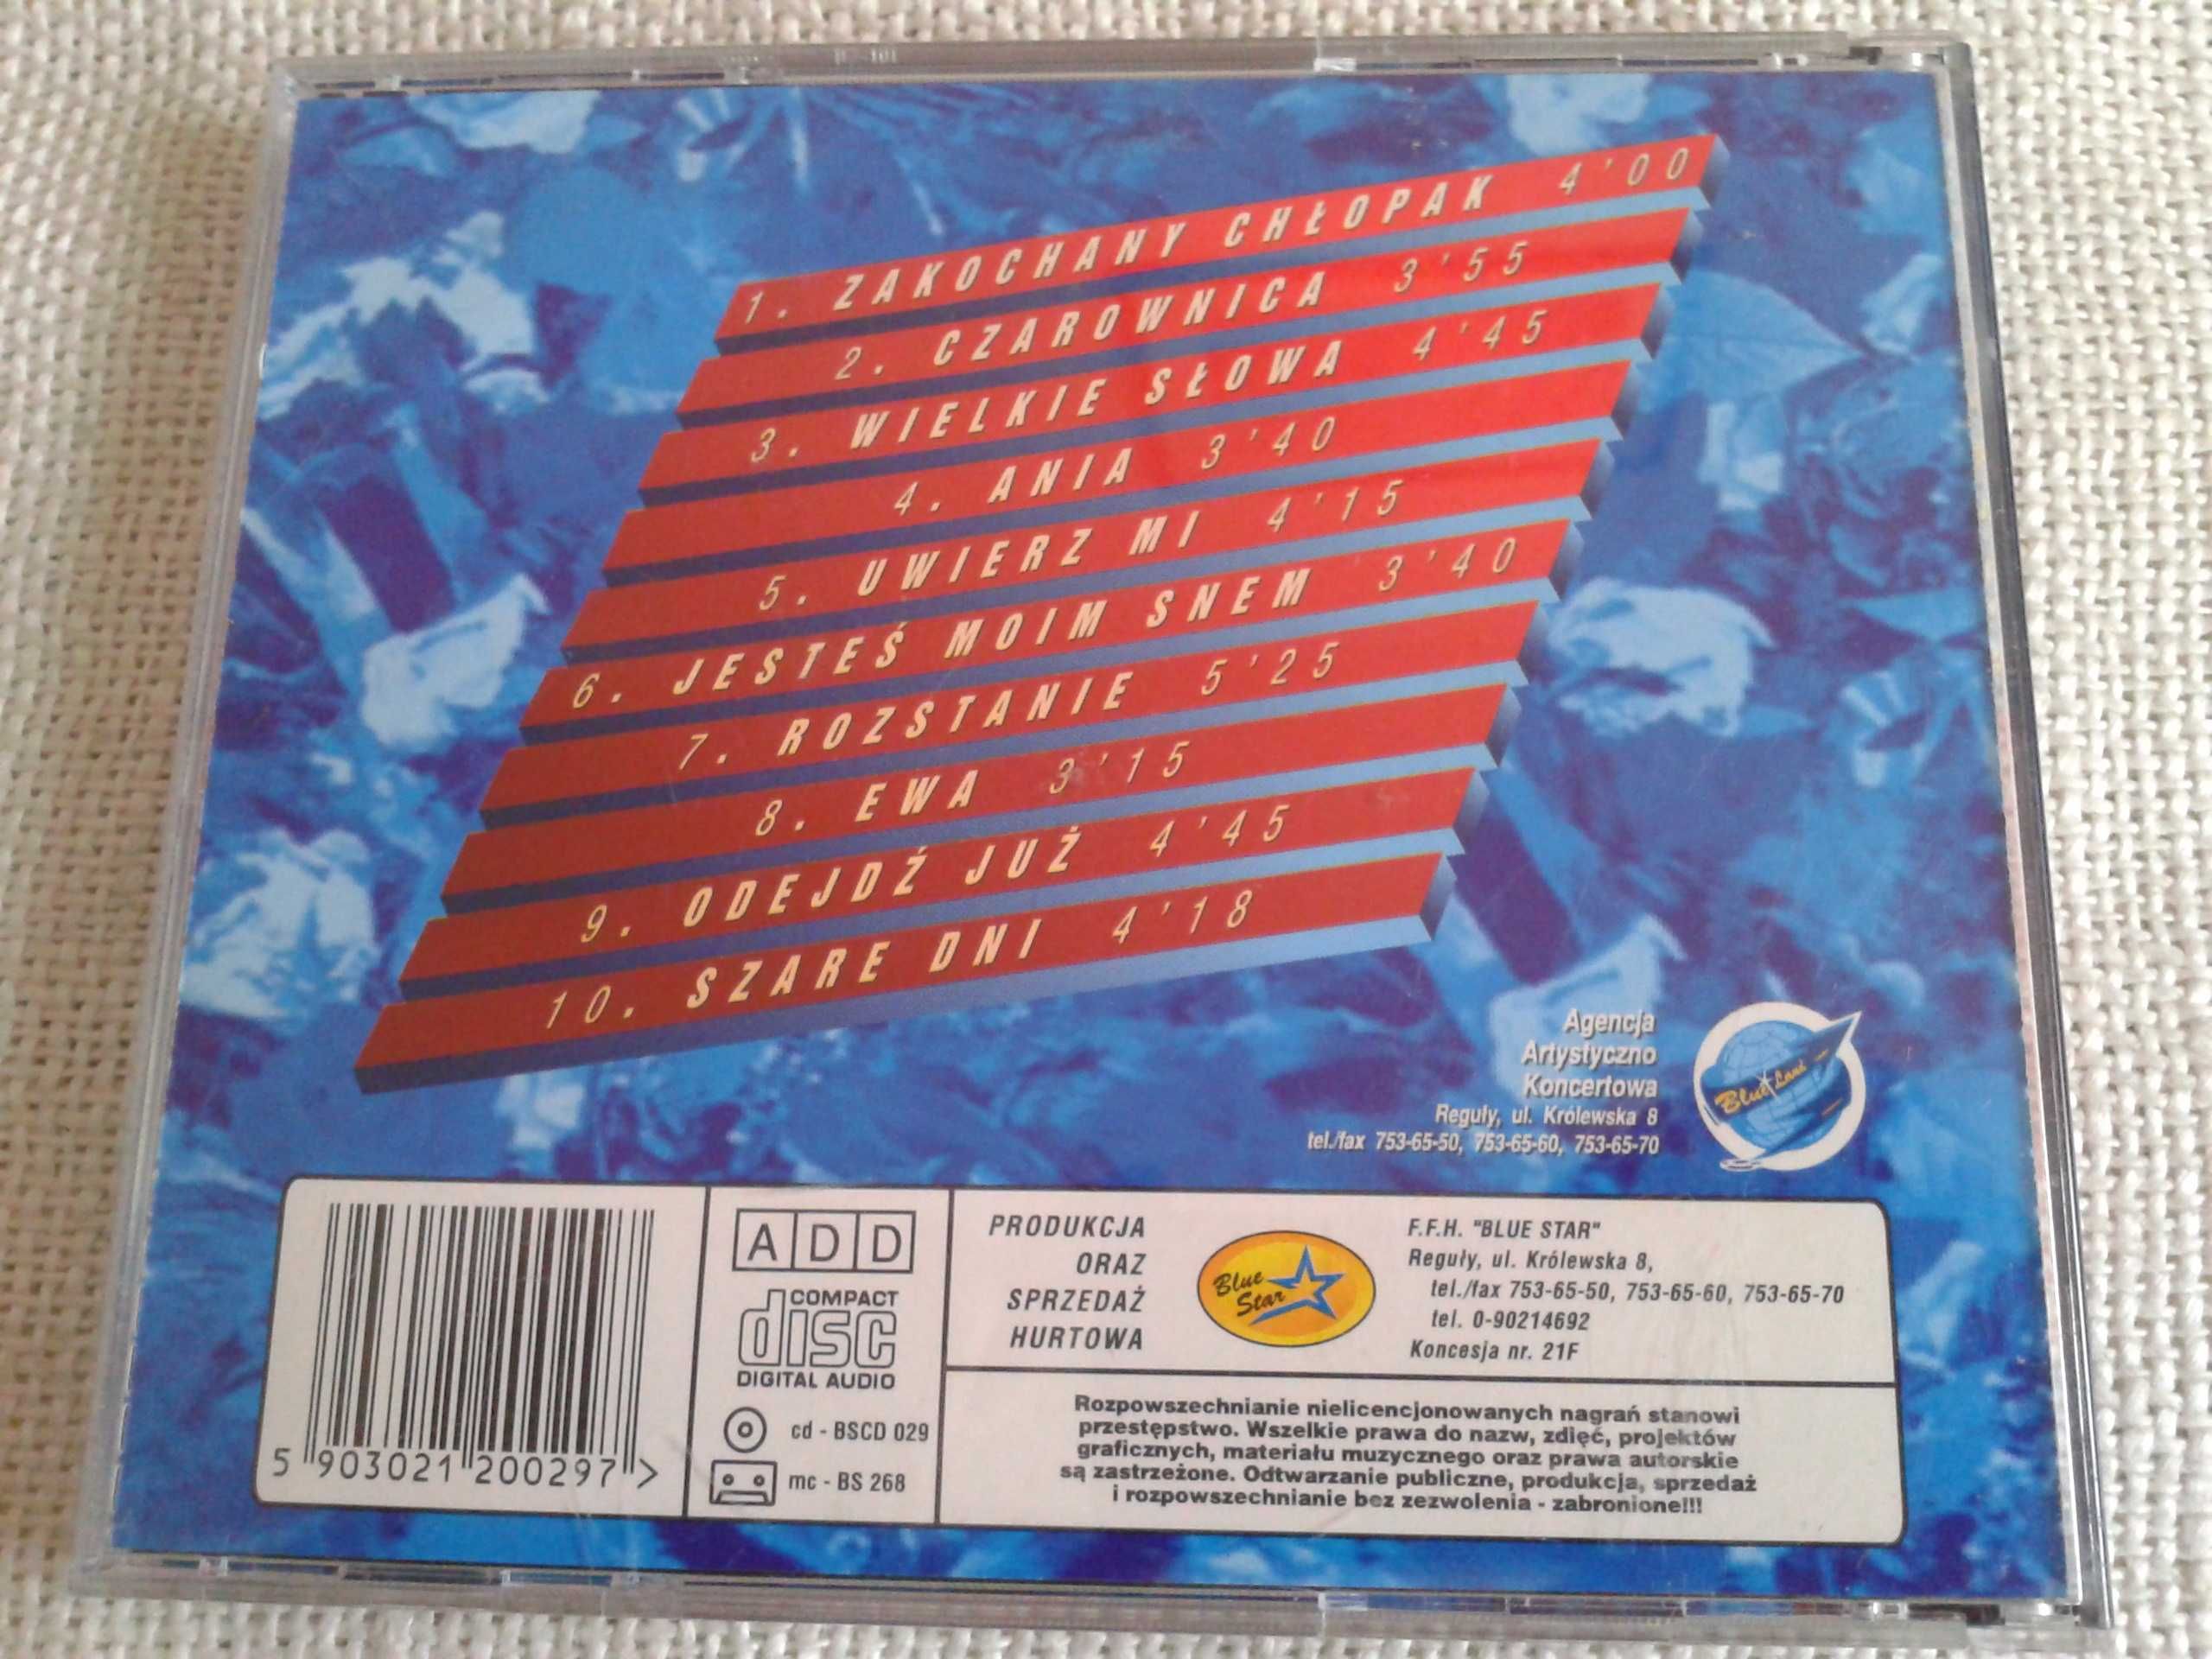 1. ZAKOCHANY CHŁOPAK 4'00
2. CZAROWNICA 3'55
3. WIELKIE SŁOWA 4'45
4. ANIA 3'40
5. UWIERZ MI 4'15
6. JESTEŚ MOIM SNEM 3'40
7. ROZSTANIE 5'25
8. EWA 3'15
9. ODEJDŹ JUŻ 4'45
10. SZARE DNI 4'18
Agencja
Artystyczno
Koncertowa
Reguły, ul. Królewska 8
tel./fax 753-65-50, 753-65-60, 753-65-70
Blue Land
5 903021 200297 >
A D D
COMPACT
disc
DIGITAL AUDIO
cd - BSCD 029
mc - BS 268
PRODUKCJA
ORAZ
SPRZEDAŻ
HURTOWA
Blue
Star
F.F.H. "BLUE STAR"
Reguły, ul. Królewska 8,
tel./fax 753-65-50, 753-65-60, 753-65-70
tel. 0-90214692
Koncesja nr. 21F
Rozpowszechnianie nielicencjonowanych nagrań stanowi
przestępstwo. Wszelkie prawa do nazw, zdjęć, projektów
graficznych, materiału muzycznego oraz prawa autorskie
są zastrzeżone. Odtwarzanie publiczne, produkcja, sprzedaż
i rozpowszechnianie bez zezwolenia - zabronione!!!